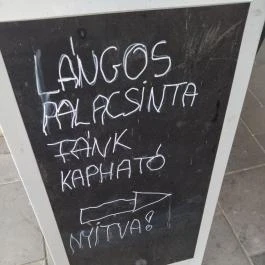 LÁNGOS
PALACSINTA
FÁNK
KAPHATÓ
NYITVA!